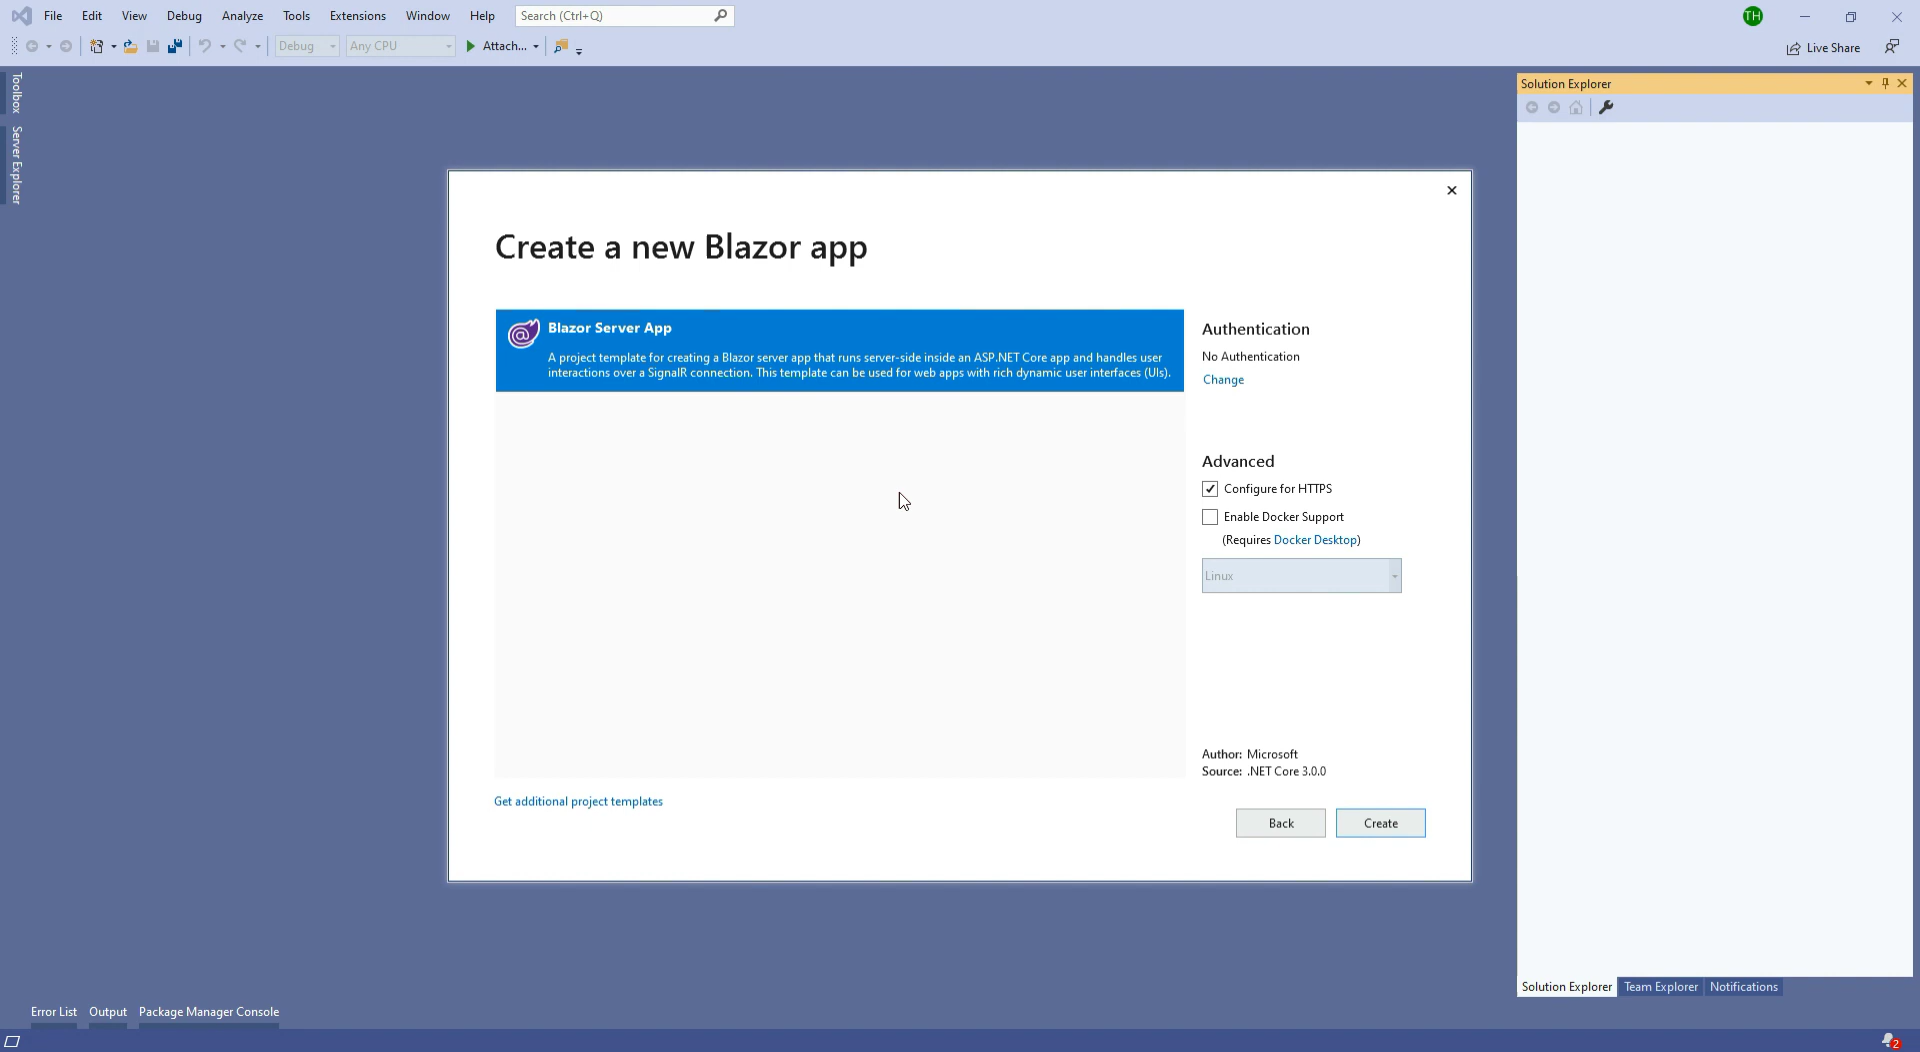 File Edit View Debug Analyze Tools Extensions Window Help Search (Ctrl+Q) TH
Debug Any CPU Attach... Live Share
Toolbox
Server Explorer
Solution Explorer
Create a new Blazor app
Blazor Server App
A project template for creating a Blazor server app that runs server-side inside an ASP.NET Core app and handles user
interactions over a SignalR connection. This template can be used for web apps with rich dynamic user interfaces (UIs).
Authentication
No Authentication
Change
Advanced
Configure for HTTPS
Enable Docker Support
(Requires Docker Desktop)
Linux
Author: Microsoft
Source: .NET Core 3.0.0
Get additional project templates
Back Create
Solution Explorer Team Explorer Notifications
Error List Output Package Manager Console
2